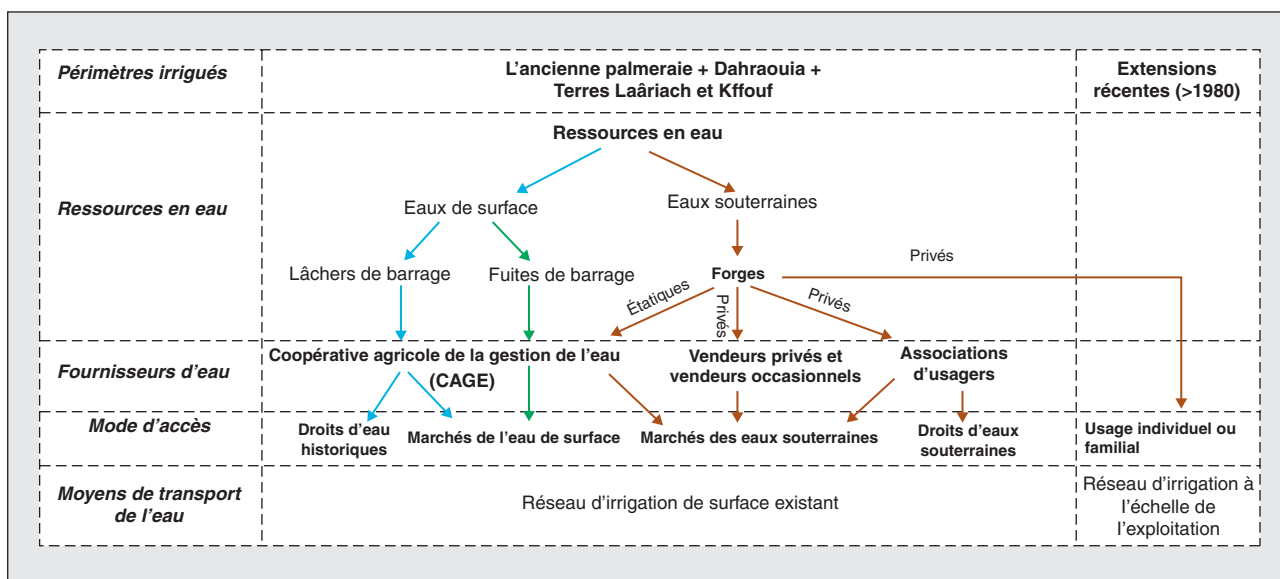 Périmètres irrigués
L'ancienne palmeraie + Dahraouia +
Terres Laâriach et Kffouf
Extensions
récentes (>1980)
Ressources en eau
Ressources en eau
Eaux de surface
Eaux souterraines
Lâchers de barrage
Fuites de barrage
Forges
Privés
Étatiques
Privés
Privés
Fournisseurs d'eau
Coopérative agricole de la gestion de l'eau
(CAGE)
Vendeurs privés et
vendeurs occasionnels
Associations
d'usagers
Mode d'accès
Droits d'eau
historiques
Marchés de l'eau de surface
Marchés des eaux souterraines
Droits d'eaux
souterraines
Usage individuel ou
familial
Moyens de transport
de l'eau
Réseau d'irrigation de surface existant
Réseau d'irrigation à
l'échelle de
l'exploitation